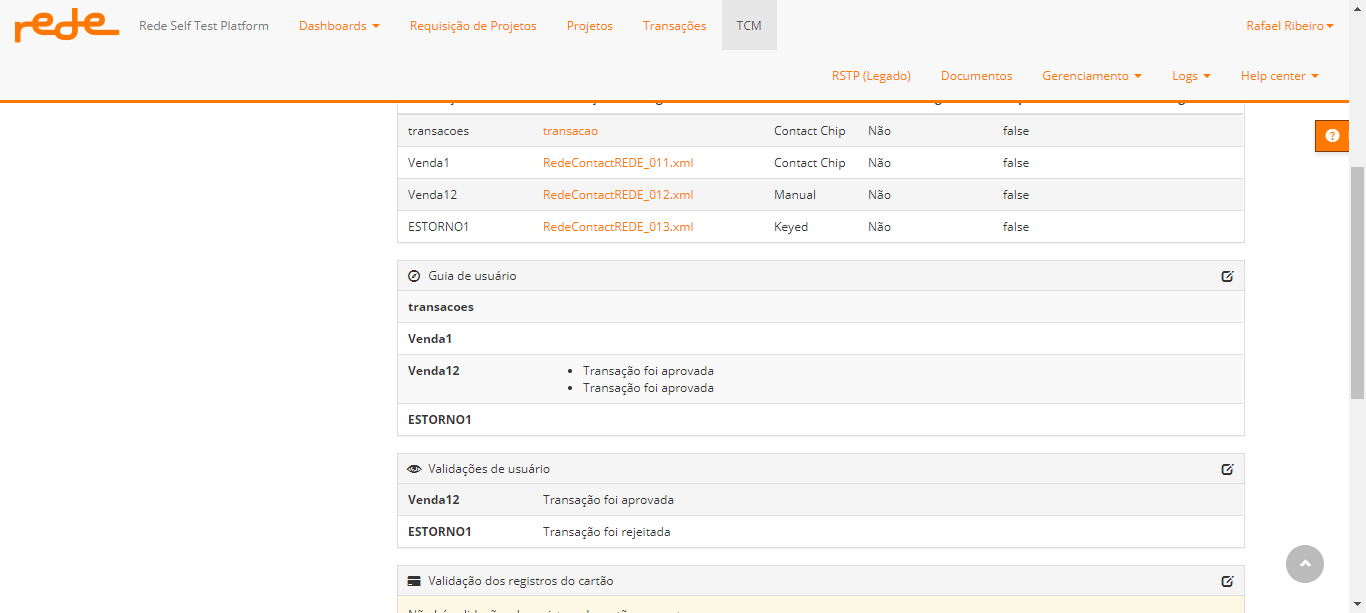 rede Rede Self Test Platform Dashboards Requisição de Projetos Projetos Transações TCM Rafael Ribeiro
RSTP (Legado) Documentos Gerenciamento Logs Help center
transacoes transacao Contact Chip Não false
Venda1 RedeContactREDE_011.xml Contact Chip Não false
Venda12 RedeContactREDE_012.xml Manual Não false
ESTORNO1 RedeContactREDE_013.xml Keyed Não false
Guia de usuário
transacoes
Venda1
Venda12 • Transação foi aprovada
• Transação foi aprovada
ESTORNO1
Validações de usuário
Venda12 Transação foi aprovada
ESTORNO1 Transação foi rejeitada
Validação dos registros do cartão